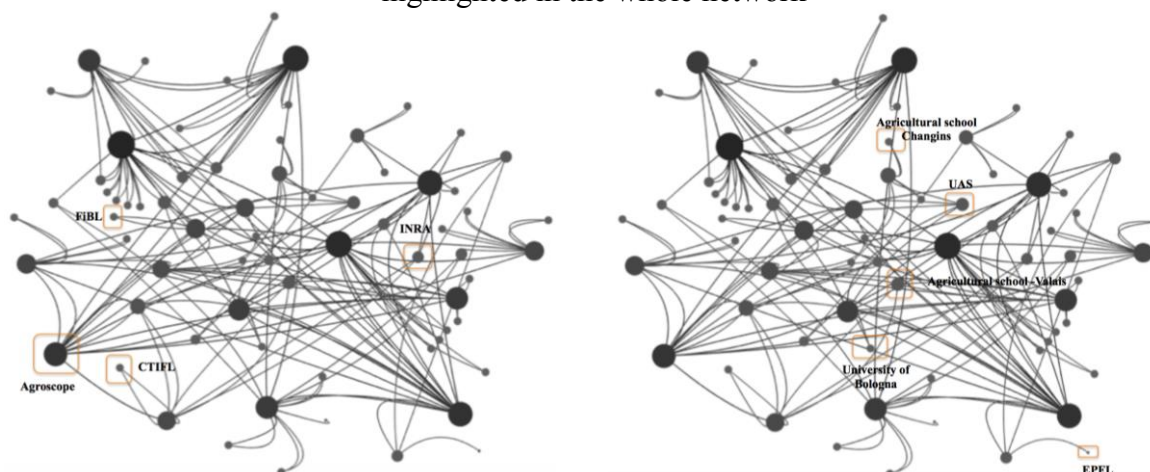 highlighted in the whole network
FiBL
INRA
Agroscope
CTIFL
Agricultural school
Changins
UAS
Agricultural school -Valais
University of
Bologna
EPFL